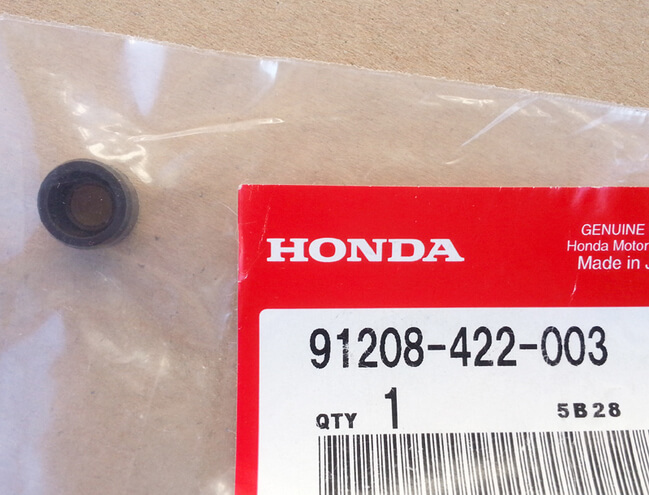 GENUINE
HONDA
Honda Motor
Made in J
91208-422-003
QTY 1
5B28